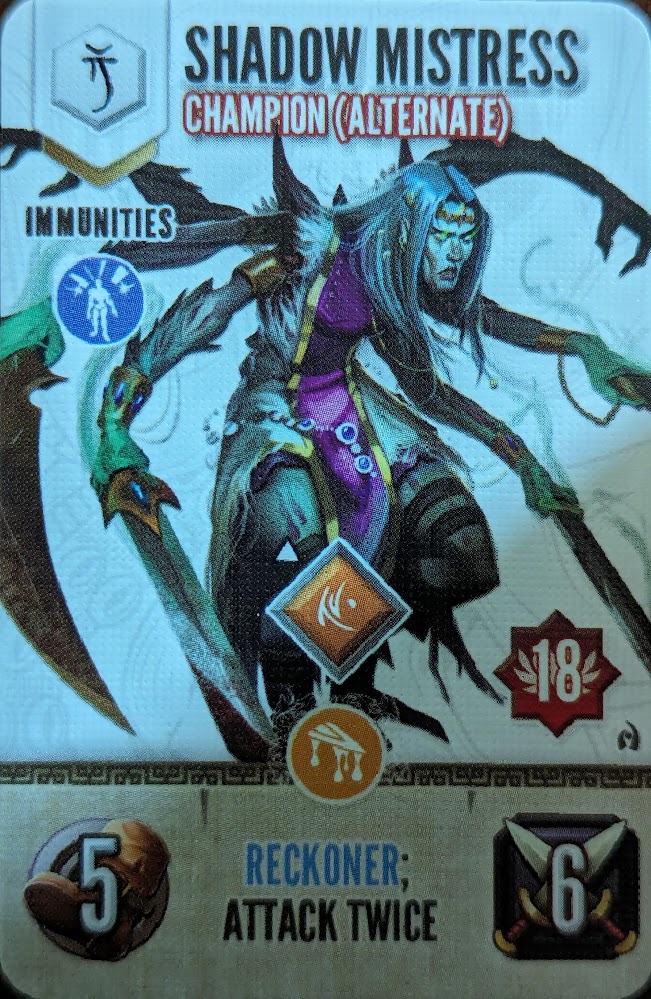 SHADOW MISTRESS
CHAMPION (ALTERNATE)
IMMUNITIES
18
5
RECKONER;
ATTACK TWICE
6